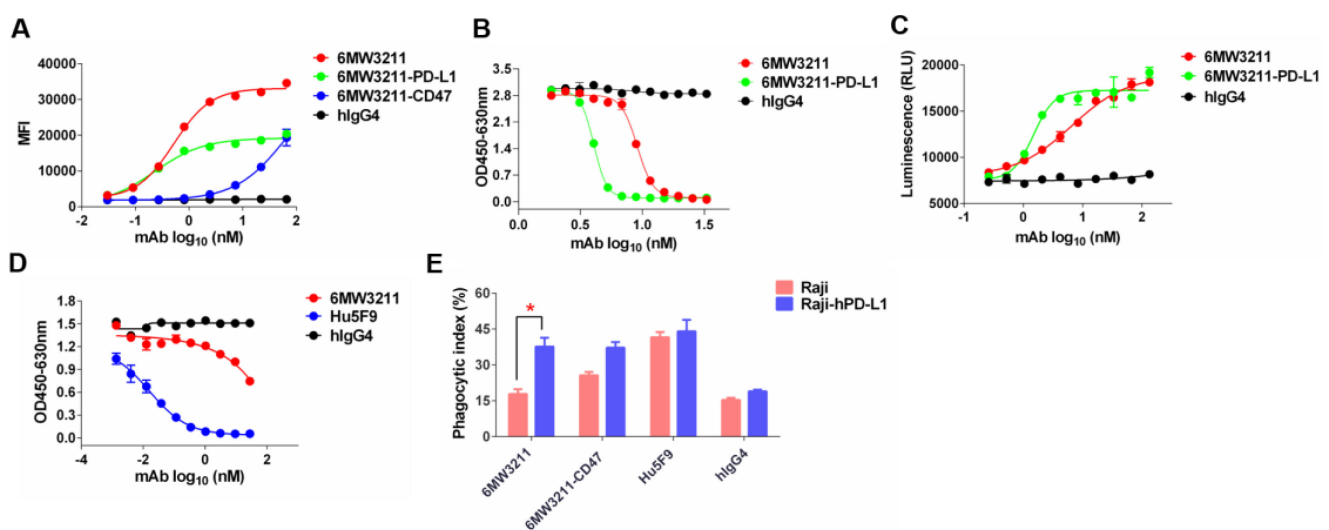 A
6MW3211
6MW3211-PD-L1
6MW3211-CD47
hIgG4
MFI
40000
30000
20000
10000
0
-2
-1
0
1
2
mAb log10 (nM)
B
6MW3211
6MW3211-PD-L1
hIgG4
OD450-630nm
3.6
3.0
2.4
1.7
1.1
0.6
0.0
0.0
0.5
1.0
1.5
mAb log10 (nM)
C
6MW3211
6MW3211-PD-L1
hIgG4
Luminescence (RLU)
20000
15000
10000
5000
-1
0
1
2
mAb log10 (nM)
D
6MW3211
Hu5F9
hIgG4
OD450-630nm
1.8
1.5
1.2
0.9
0.6
0.3
0.0
-4
-2
0
2
mAb log10 (nM)
E
Raji
Raji-hPD-L1
Phagocytic index (%)
60
45
30
15
0
*
6MW3211
6MW3211-CD47
Hu5F9
hIgG4